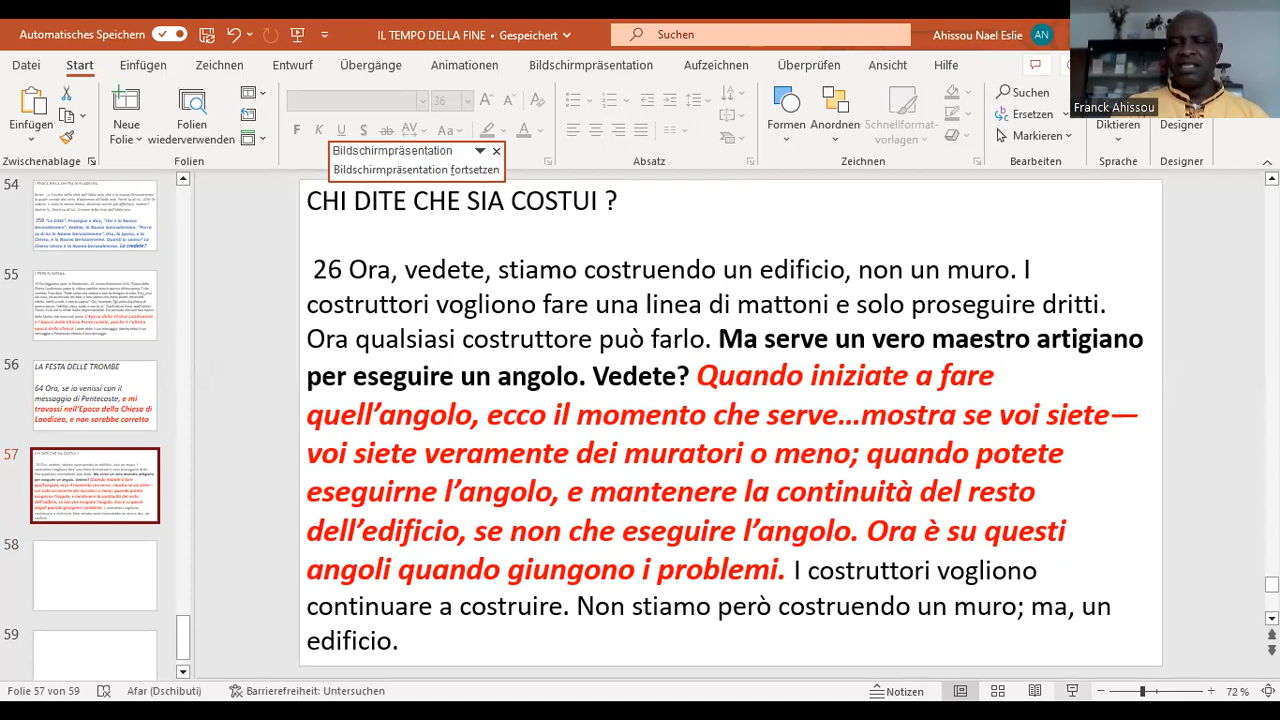 Automatisches Speichern
IL TEMPO DELLA FINE - Gespeichert
Suchen
Ahissou Nael Eslie
AN
Datei Start Einfügen Zeichnen Entwurf Übergänge Animationen Bildschirmpräsentation Aufzeichnen Überprüfen Ansicht Hilfe
Franck Ahissou
Einfügen
Neue Folie
Folien wiederverwenden
36
F K U S ab AV Aa A
Formen
Anordnen
Schnellformat-vorlagen
Suchen
Ersetzen
Markieren
Diktieren
Designer
Zwischenablage
Folien
Absatz
Zeichnen
Bearbeiten
Sprache
Designer
Bildschirmpräsentation
Bildschirmpräsentation fortsetzen
54
55
56
LA FESTA DELLE TROMBE
64 Ora, se io venissi con il
messaggio di Pentecoste, e mi
trovassi nell'Epoca della Chiesa di
Laodicea, e non sarebbe corretto
57
58
59
CHI DITE CHE SIA COSTUI ?
26 Ora, vedete, stiamo costruendo un edificio, non un muro. I
costruttori vogliono fare una linea di mattoni e solo proseguire dritti.
Ora qualsiasi costruttore può farlo. Ma serve un vero maestro artigiano
per eseguire un angolo. Vedete? Quando iniziate a fare
quell'angolo, ecco il momento che serve…mostra se voi siete—
voi siete veramente dei muratori o meno; quando potete
eseguirne l'angolo, e mantenere la continuità del resto
dell'edificio, se non che eseguire l'angolo. Ora è su questi
angoli quando giungono i problemi. I costruttori vogliono
continuare a costruire. Non stiamo però costruendo un muro; ma, un
edificio.
Folie 57 von 59
Afar (Dschibuti)
Barrierefreiheit: Untersuchen
Notizen
72 %